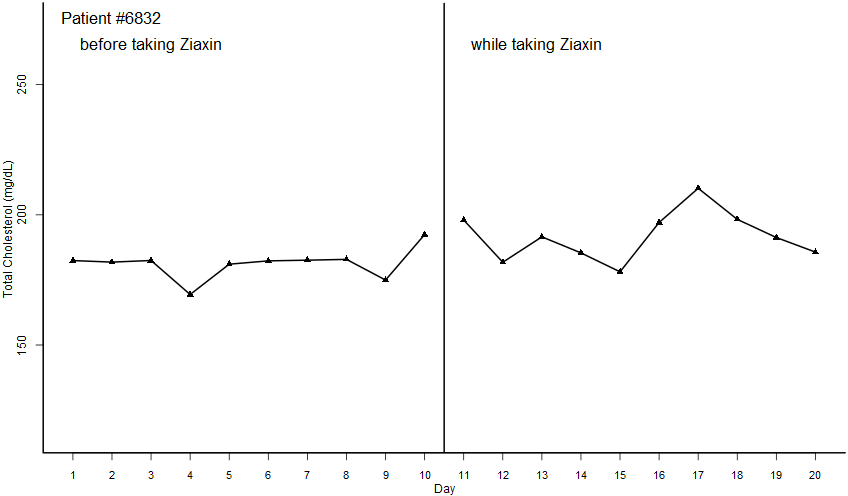 Patient #6832
before taking Ziaxin
while taking Ziaxin
Total Cholesterol (mg/dL)
250
200
150
1 2 3 4 5 6 7 8 9 10 11 12 13 14 15 16 17 18 19 20
Day